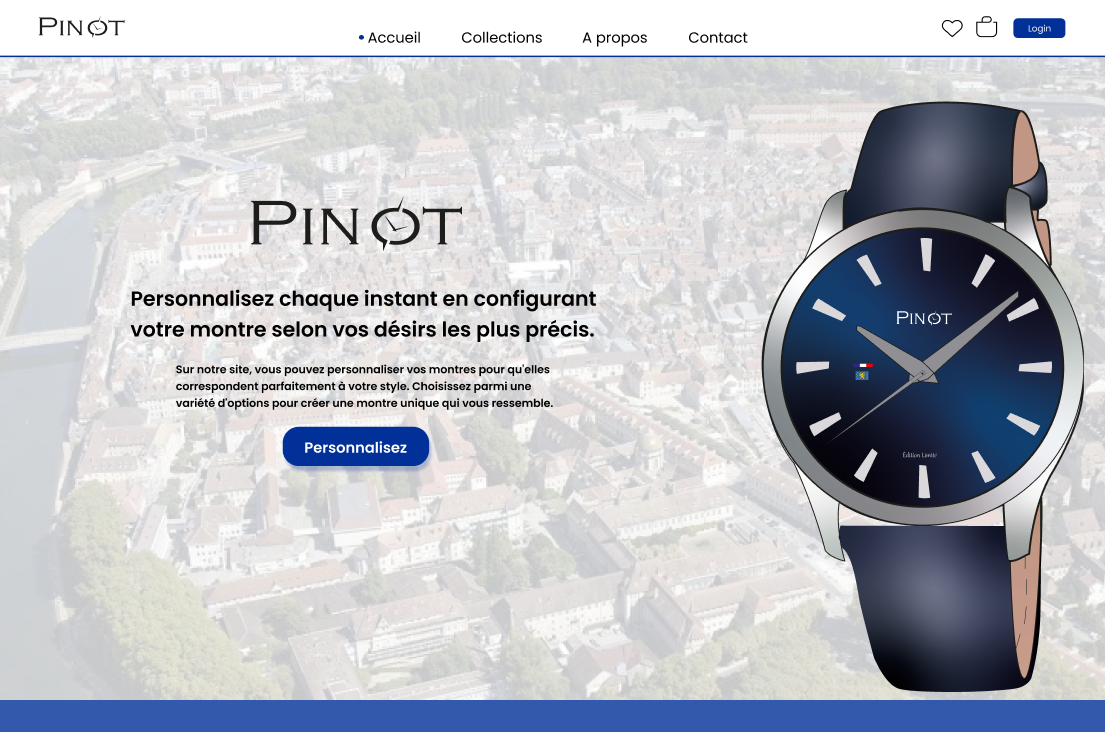 PINOT
Accueil
Collections
A propos
Contact
Login
PINOT
Personnalisez chaque instant en configurant
votre montre selon vos désirs les plus précis.
Sur notre site, vous pouvez personnaliser vos montres pour qu'elles
correspondent parfaitement à votre style. Choisissez parmi une
variété d'options pour créer une montre unique qui vous ressemble.
Personnalisez
PINOT
Édition Limité